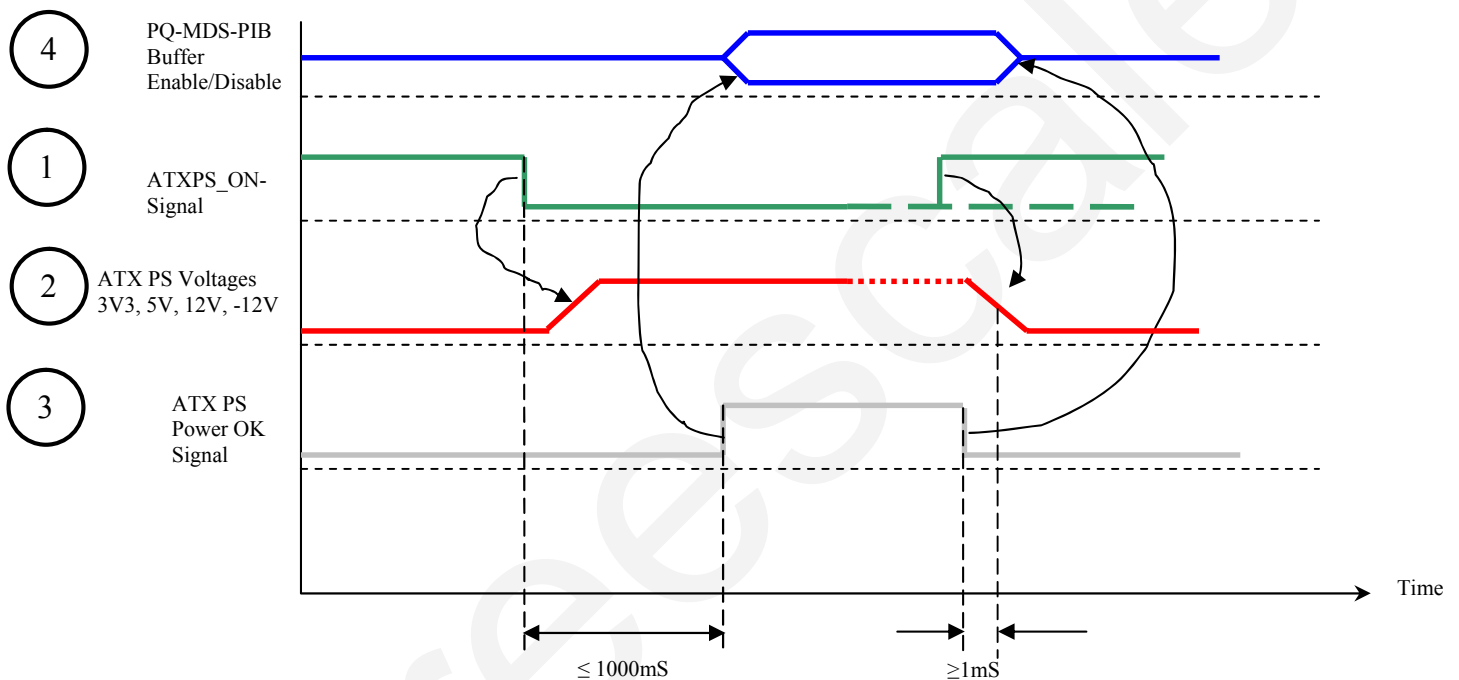 4
PQ-MDS-PIB
Buffer
Enable/Disable
1
ATXPS_ON-
Signal
2
ATX PS Voltages
3V3, 5V, 12V, -12V
3
ATX PS
Power OK
Signal
Time
≤ 1000mS
≥1mS
freescale